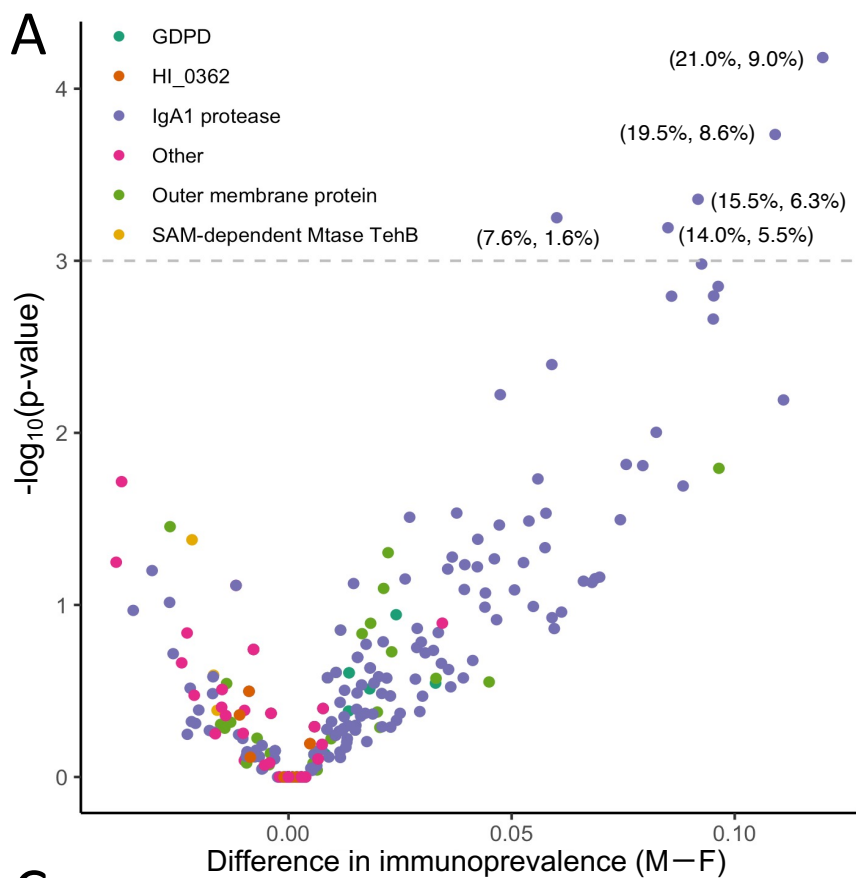 A
GDPD
HI_0362
IgA1 protease
Other
Outer membrane protein
SAM-dependent Mtase TehB
(21.0%, 9.0%)
(19.5%, 8.6%)
(15.5%, 6.3%)
(7.6%, 1.6%)
(14.0%, 5.5%)
4
3
2
1
0
-log₁₀(p-value)
0.00
0.05
0.10
Difference in immunoprevalence (M−F)